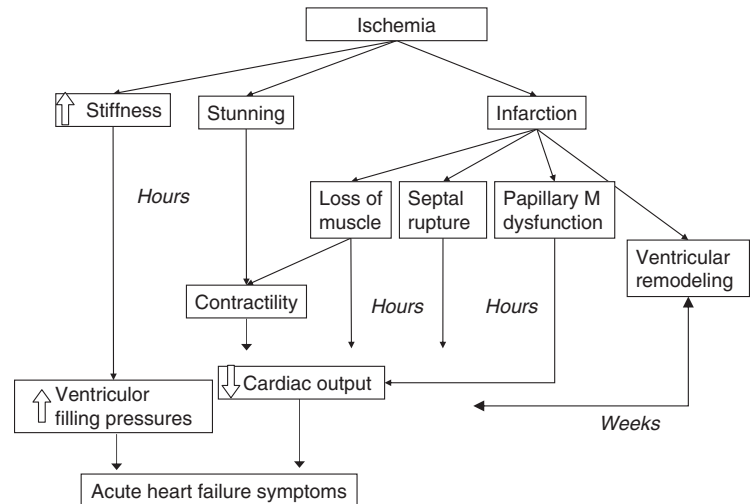 Ischemia
Stiffness
Stunning
Infarction
Hours
Loss of
muscle
Septal
rupture
Papillary M
dysfunction
Ventricular
remodeling
Contractility
Hours
Hours
Cardiac output
Ventriculor
filling pressures
Weeks
Acute heart failure symptoms